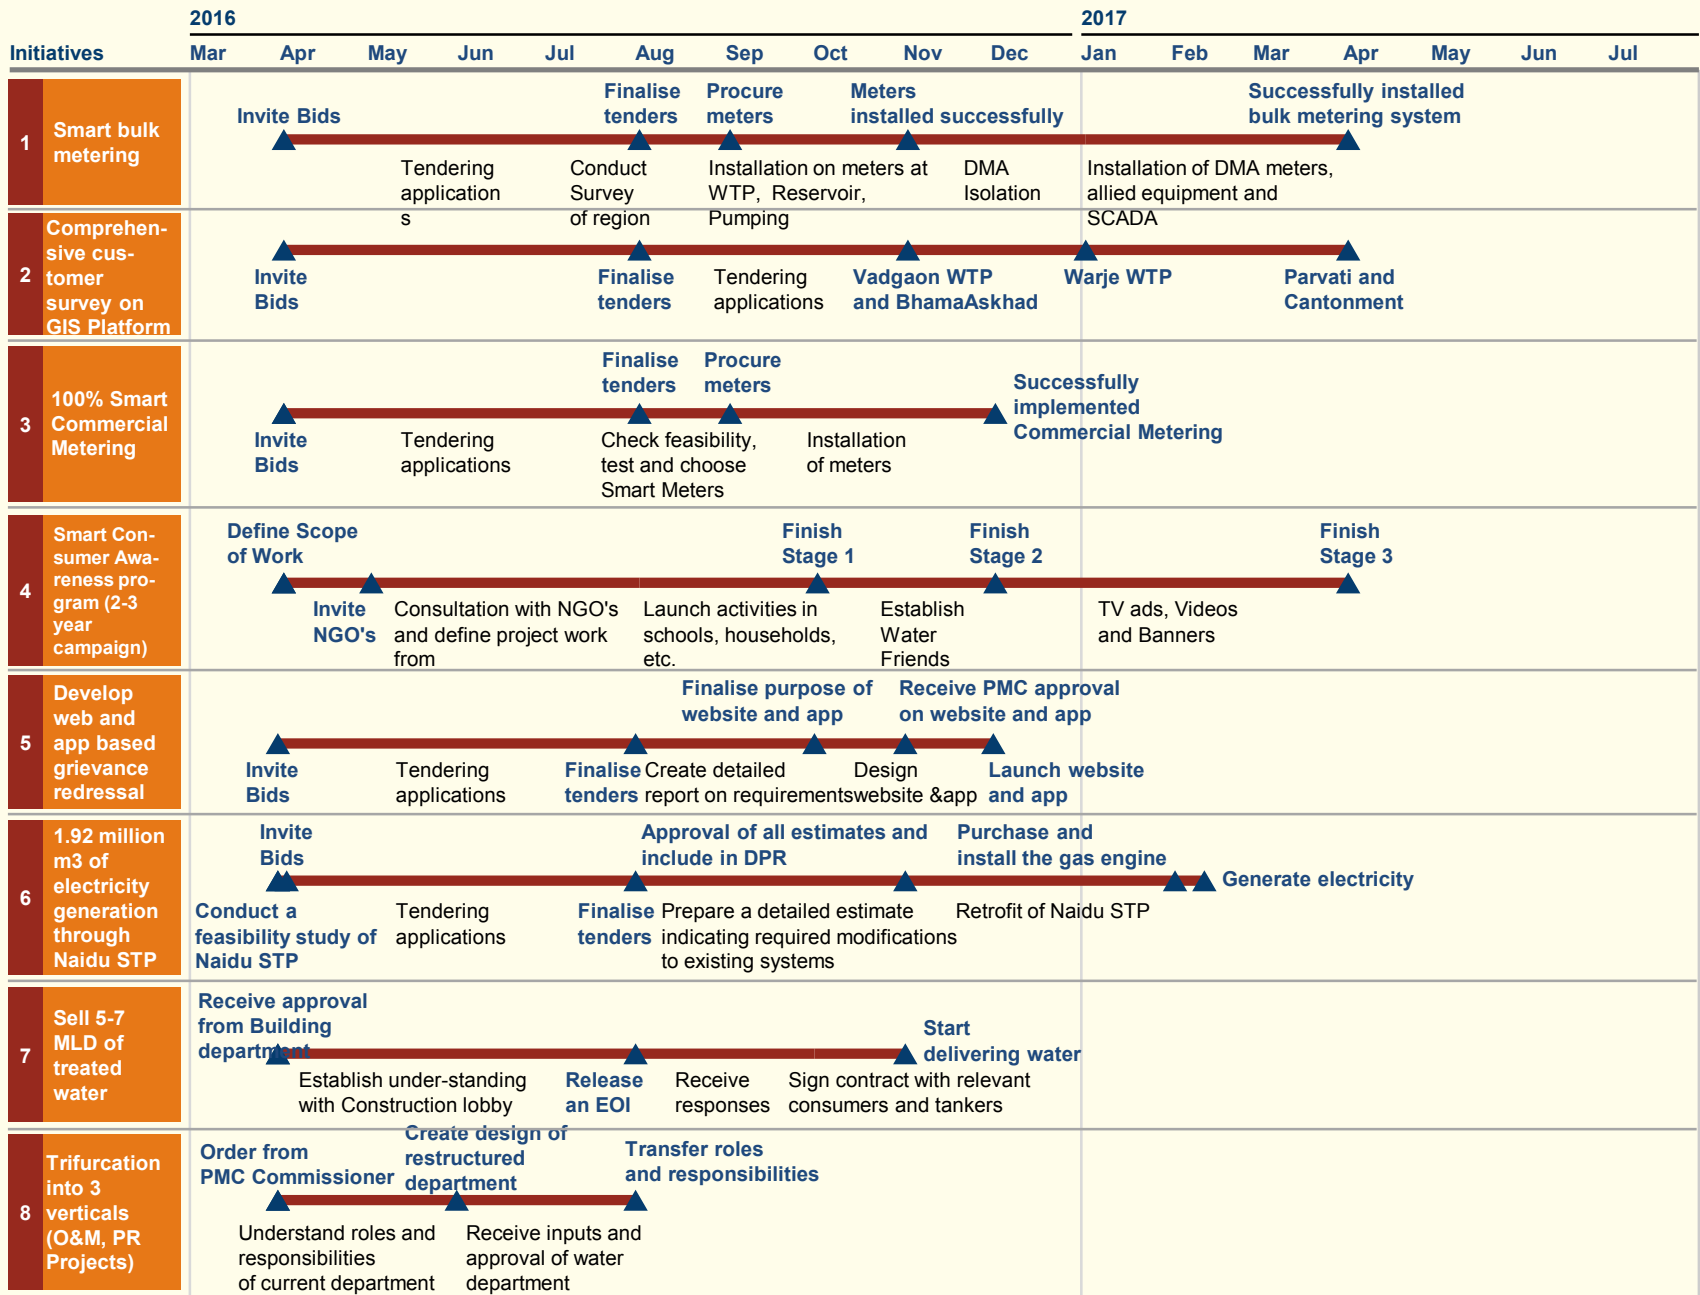 2016
2017
Initiatives
Mar
Apr
May
Jun
Jul
Aug
Sep
Oct
Nov
Dec
Jan
Feb
Mar
Apr
May
Jun
Jul
1
Smart bulk
metering
Invite Bids
Finalise
tenders
Procure
meters
Meters
installed successfully
Successfully installed
bulk metering system
Tendering
application
s
Conduct
Survey
of region
Installation on meters at
WTP, Reservoir,
Pumping
DMA
Isolation
Installation of DMA meters,
allied equipment and
SCADA
2
Comprehen-
sive cus-
tomer
survey on
GIS Platform
Invite
Bids
Finalise
tenders
Tendering
applications
Vadgaon WTP
and BhamaAskhad
Warje WTP
Parvati and
Cantonment
3
100% Smart
Commercial
Metering
Finalise
tenders
Procure
meters
Successfully
implemented
Commercial Metering
Invite
Bids
Tendering
applications
Check feasibility,
test and choose
Smart Meters
Installation
of meters
4
Smart Con-
sumer Awa-
reness pro-
gram (2-3
year
campaign)
Define Scope
of Work
Finish
Stage 1
Finish
Stage 2
Finish
Stage 3
Invite
NGO's
Consultation with NGO's
and define project work
from
Launch activities in
schools, households,
etc.
Establish
Water
Friends
TV ads, Videos
and Banners
5
Develop
web and
app based
grievance
redressal
Finalise purpose of
website and app
Receive PMC approval
on website and app
Invite
Bids
Tendering
applications
Finalise
tenders
Create detailed
report on requirements
Design
website &app
Launch website
and app
6
1.92 million
m3 of
electricity
generation
through
Naidu STP
Invite
Bids
Approval of all estimates and
include in DPR
Purchase and
install the gas engine
Generate electricity
Conduct a
feasibility study of
Naidu STP
Tendering
applications
Finalise
tenders
Prepare a detailed estimate
indicating required modifications
to existing systems
Retrofit of Naidu STP
7
Sell 5-7
MLD of
treated
water
Receive approval
from Building
department
Start
delivering water
Establish under-standing
with Construction lobby
Release
an EOI
Receive
responses
Sign contract with relevant
consumers and tankers
8
Trifurcation
into 3
verticals
(O&M, PR
Projects)
Order from
PMC Commissioner
Create design of
restructured
department
Transfer roles
and responsibilities
Understand roles and
responsibilities
of current department
Receive inputs and
approval of water
department